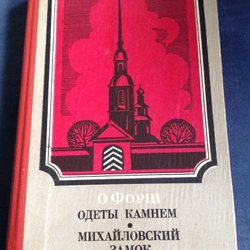 О Форш
ОДЕТЫ КАМНЕМ
•
МИХАЙЛОВСКИЙ
ЗАМОК